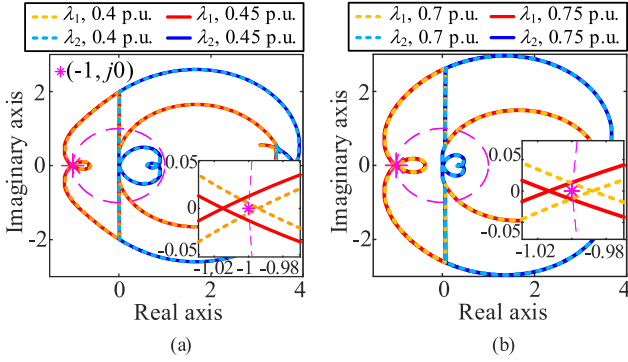 λ1, 0.4 p.u. λ1, 0.45 p.u.
λ2, 0.4 p.u. λ2, 0.45 p.u.
(-1, j0)
Imaginary axis
2
0
-2
0.05
0
-0.05
-1.02 -1 -0.98
0 2 4
Real axis
(a)
λ1, 0.7 p.u. λ1, 0.75 p.u.
λ2, 0.7 p.u. λ2, 0.75 p.u.
Imaginary axis
2
0
-2
0.05
0
-0.05
-1.02 -0.98
0 2 4
Real axis
(b)